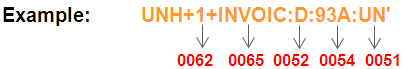 Example: UNH+1+INVOIC:D:93A:UN'
0062 0065 0052 0054 0051